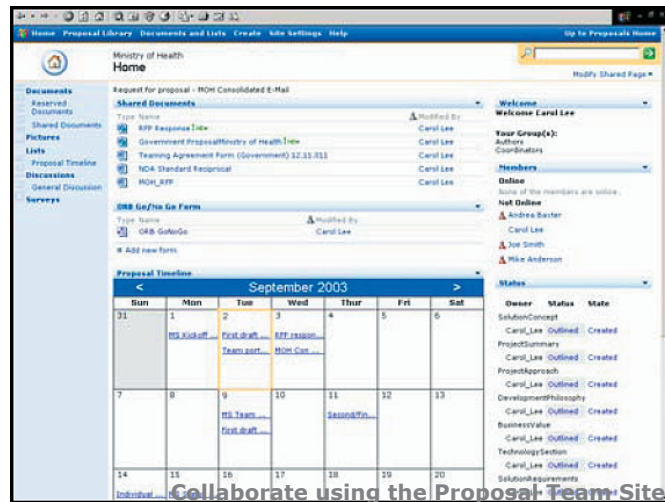 Home Proposal Library Documents and Lists Create Site Settings Help Up to Proposals Home
Ministry of Health
Home
Modify Shared Page
Request for proposal - MOH Consolidated E-Mail
Documents
Reserved Documents
Shared Documents
Pictures
Lists
Proposal Timeline
Discussions
General Discussion
Surveys
Shared Documents
Type Name Modified By
RFP Response ! new Carol Lee
Government ProposalMinistry of Health ! new Carol Lee
Teaming Agreement Form (Government) 12.11.011 Carol Lee
NDA Standard Reciprocal Carol Lee
MOH_RFP Carol Lee
ORB Go/No Go Form
Type Name Modified By
ORB GoNoGo Carol Lee
Add new form
Proposal Timeline
< September 2003 >
Sun Mon Tue Wed Thur Fri Sat
31 1 2 3 4 5 6
MS Kickoff ... First draft ... RFP respon...
Team port... MOH Con ...
7 8 9 10 11 12 13
MS Team ... Second/fin...
First draft ...
14 15 16 17 18 19 20
Individual ...
Welcome
Welcome Carol Lee
Your Group(s):
Authors
Coordinators
Members
Online
None of the members are online.
Not Online
Andrea Baxter
Carol Lee
Joe Smith
Mike Anderson
Status
Owner Status State
SolutionConcept
Carol_Lee Outlined Created
ProjectSummary
Carol_Lee Outlined Created
ProjectApproach
Carol_Lee Outlined Created
DevelopmentPhilosophy
Carol_Lee Outlined Created
BusinessValue
Carol_Lee Outlined Created
TechnologySection
Carol_Lee Outlined Created
SolutionRequirements
Collaborate using the Proposal Team Site